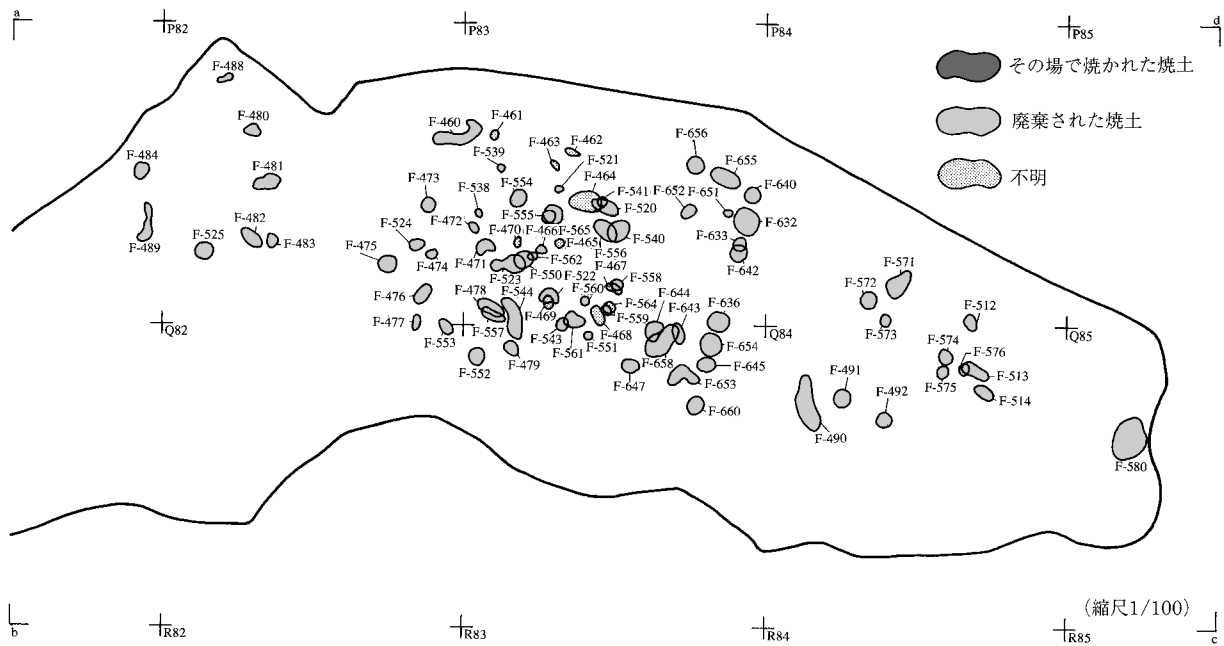 a
P82
P83
P84
P85
d
F-488
その場で焼かれた焼土
F-480
F-460
F-461
廃棄された焼土
F-539
F-463
F-462
F-656
F-484
F-481
F-521
F-655
不明
F-473
F-538
F-554
F-464
F-541
F-652
F-651
F-640
F-472
F-555
F-520
F-632
F-524
F-470
F-466
F-565
F-489
F-525
F-482
F-483
F-475
F-465
F-540
F-633
F-474
F-471
F-562
F-556
F-642
F-523
F-550
F-522
F-467
F-558
F-572
F-571
F-476
F-478
F-544
F-560
F-564
F-644
F-643
F-636
F-512
F-469
F-559
Q82
F-477
F-553
F-557
F-543
F-468
Q84
F-573
Q85
F-561
F-551
F-654
F-574
F-576
F-552
F-479
F-658
F-645
F-575
F-513
F-647
F-653
F-491
F-492
F-514
F-660
F-490
F-580
(縮尺1/100)
b
R82
R83
R84
R85
c